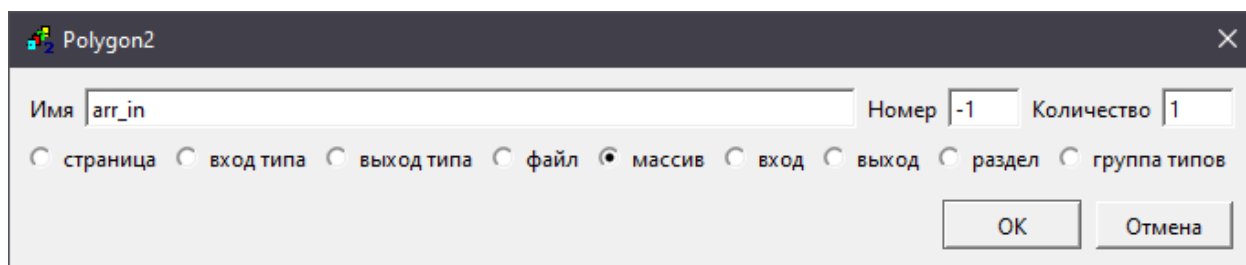 Polygon2
Имя arr_in Номер -1 Количество 1
страница вход типа выход типа файл массив вход выход раздел группа типов
ОК Отмена